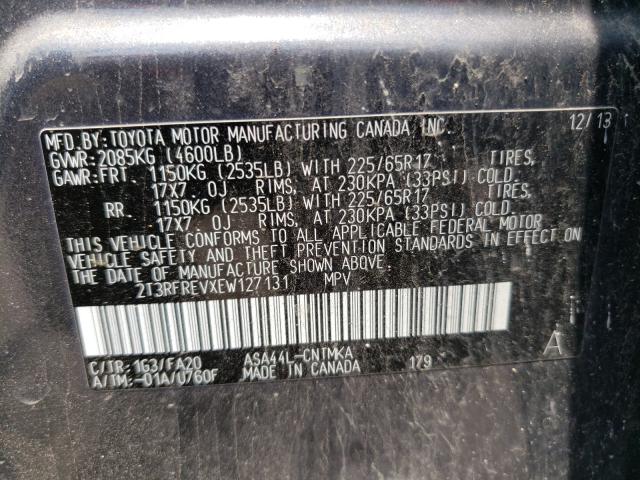 MFD.BY:TOYOTA MOTOR MANUFACTURING CANADA INC. 12/13
GVWR:2085KG (4600LB)
GAWR:FRT. 1150KG (2535LB) WITH 225/65R17 TIRES,
17X7.0J RIMS, AT 230KPA (33PSI) COLD.
RR. 1150KG (2535LB) WITH 225/65R17 TIRES,
17X7.0J RIMS, AT 230KPA (33PSI) COLD.
THIS VEHICLE CONFORMS TO ALL APPLICABLE FEDERAL MOTOR
VEHICLE SAFETY AND THEFT PREVENTION STANDARDS IN EFFECT ON
THE DATE OF MANUFACTURE SHOWN ABOVE.
2T3RFREVXEW127131 MPV
C/TR:163/FA20 ASA44L-CNTMKA 179 A
A/TM:-01A/U760F MADE IN CANADA